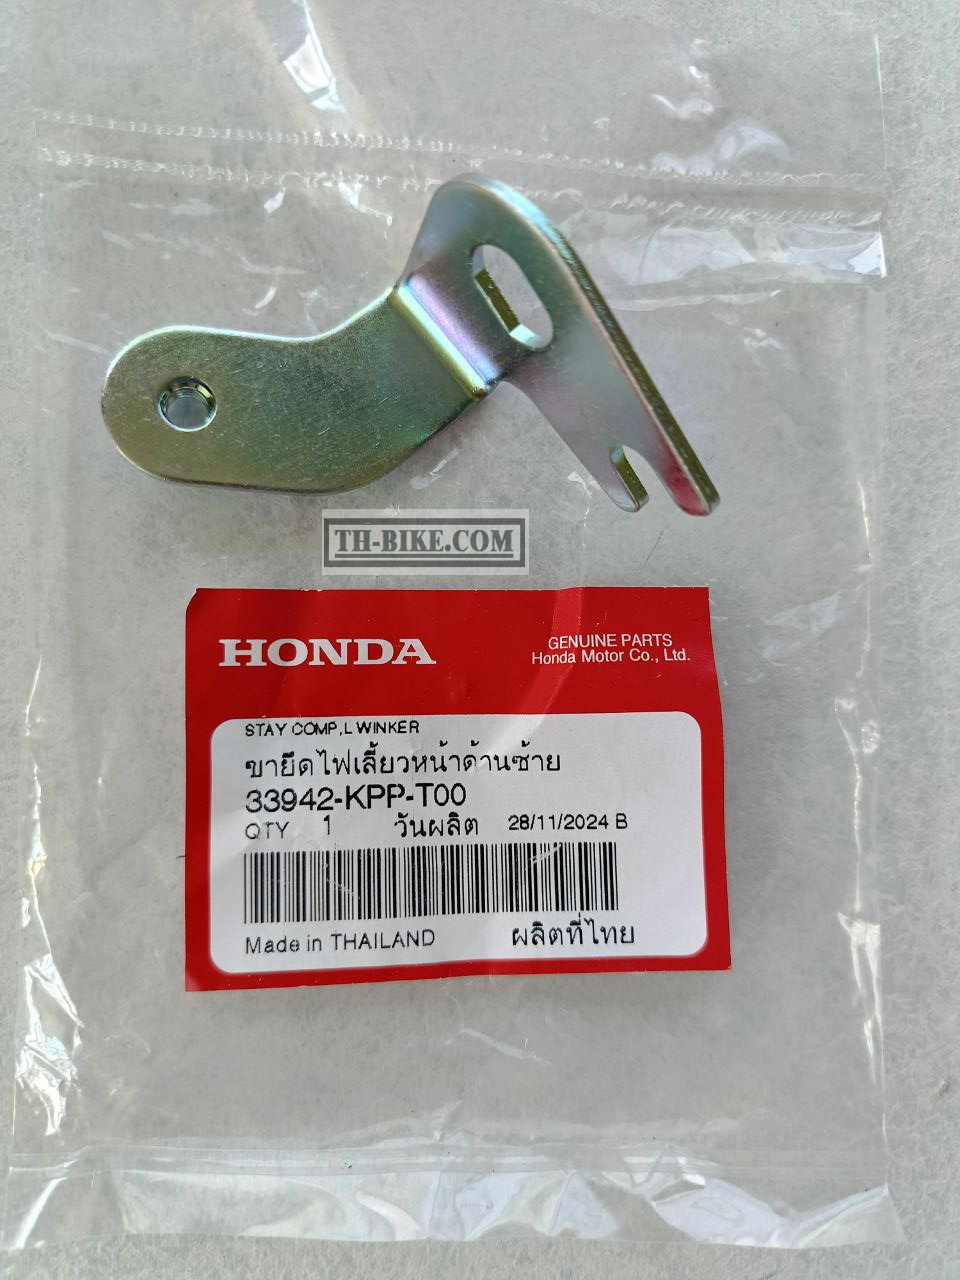 TH-BIKE.COM
HONDA
GENUINE PARTS
Honda Motor Co., Ltd.
STAY COMP,L WINKER
ขายึดไฟเลี้ยวหน้าด้านซ้าย
33942-KPP-T00
QTY 1 วันผลิต 28/11/2024 B
Made in THAILAND ผลิตที่ไทย